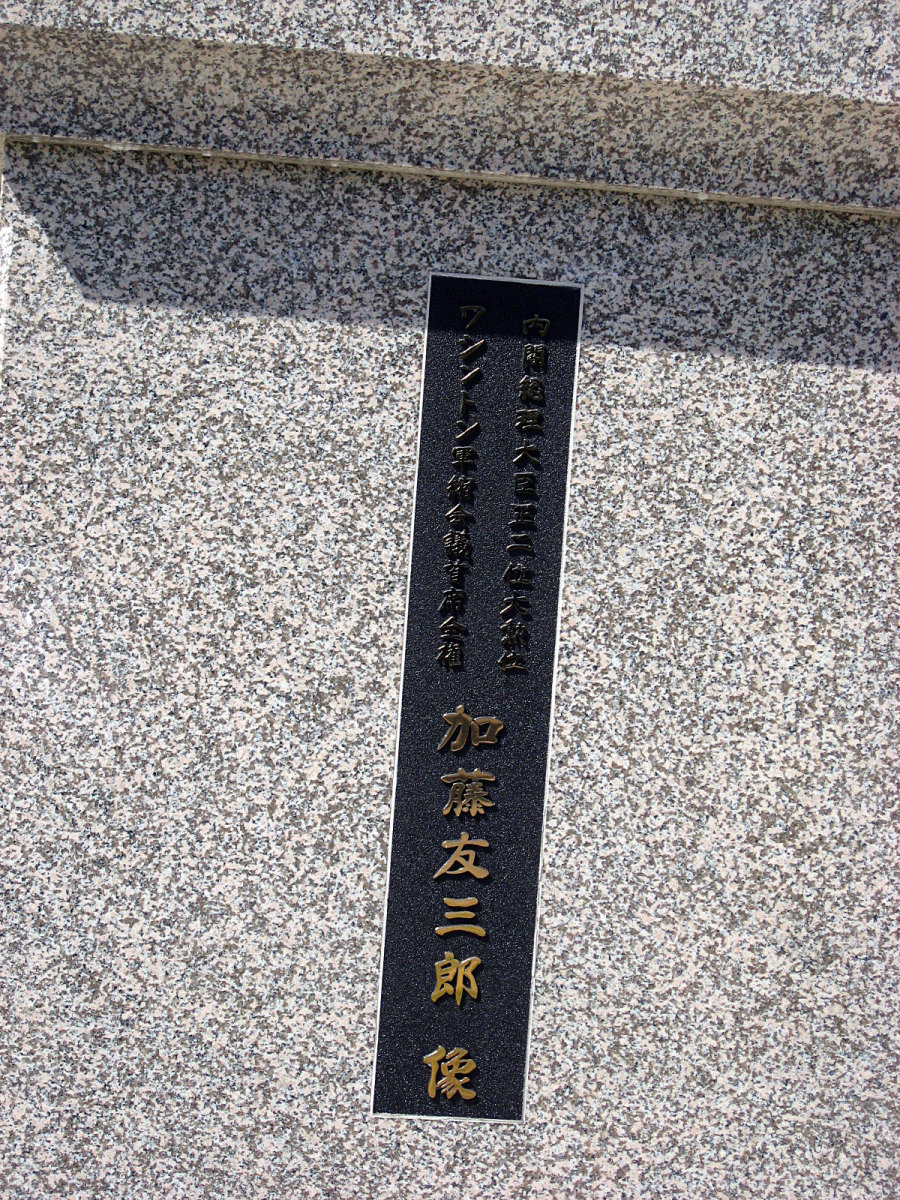 内閣総理大臣正二位大勲位
ワシントン軍縮会議首席全権
加藤友三郎 像